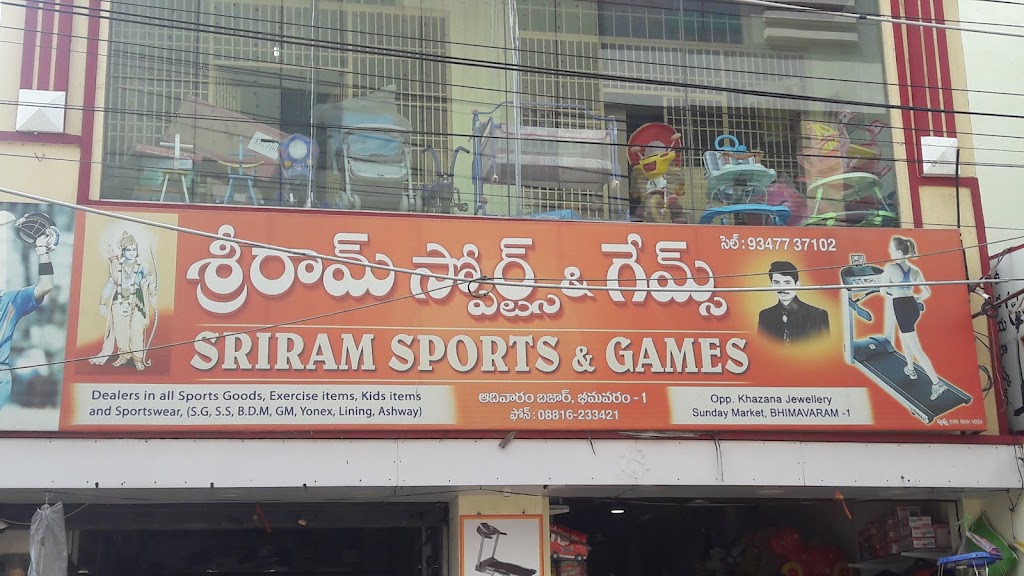 శ్రీరామ్ స్పోర్ట్స్ & గేమ్స్
సెల్ : 93477 37102
SRIRAM SPORTS & GAMES
Dealers in all Sports Goods, Exercise items, Kids items
and Sportswear, (S.G, S.S, B.D.M, GM, Yonex, Lining, Ashway)
ఆదివారం బజార్, భీమవరం -1
ఫోన్ : 08816-233421
Opp. Khazana Jewellery
Sunday Market, BHIMAVARAM -1